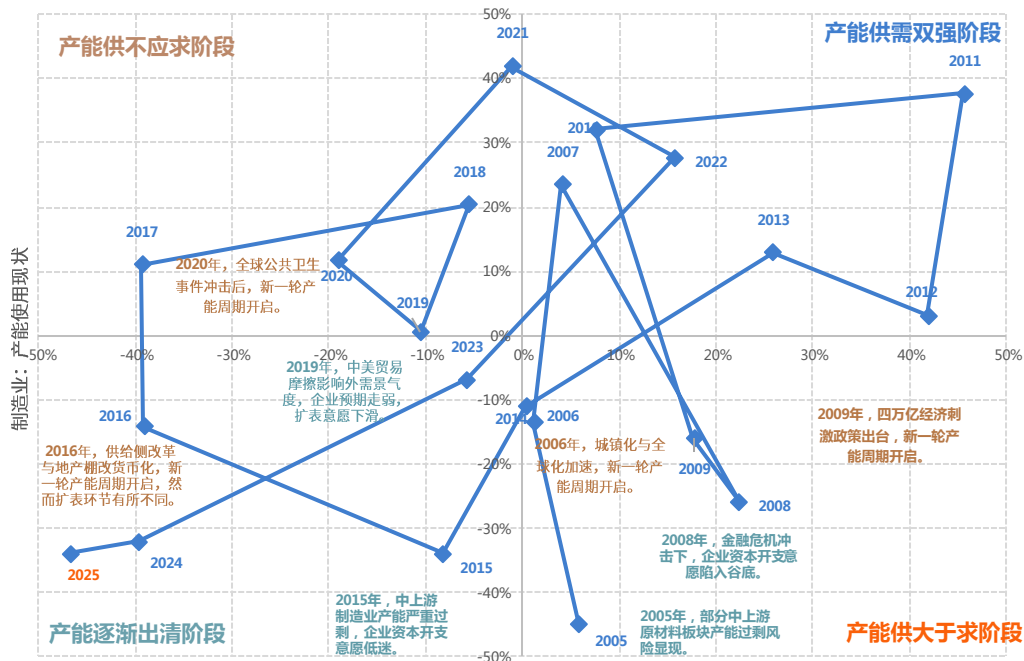 50%
2021
产能供不应求阶段
产能供需双强阶段
2011
40%
30%
201
2007
2022
2018
20%
2013
2017
10%
2020年，全球公共卫生
事件冲击后，新一轮产
能周期开启。
2020
2019
2012
制造业：产能使用现状
0%
-50%
-40%
-30%
-20%
-10%
0%
10%
20%
30%
40%
50%
2023
2019年，中美贸易
摩擦影响外需景气
度，企业预期走弱，
扩表意愿下滑。
-10%
2016
2014
2006
2006年，城镇化与全
球化加速，新一轮产
能周期开启。
2009年，四万亿经济刺
激政策出台，新一轮产
能周期开启。
2016年，供给侧改革
与地产棚改货币化，新
一轮产能周期开启，然
而扩表环节有所不同。
-20%
2009
2008
-30%
2008年，金融危机冲
击下，企业资本开支意
愿陷入谷底。
2024
2025
2015
-40%
2015年，中上游
制造业产能严重过
剩，企业资本开支
意愿低迷。
2005年，部分中上游
原材料板块产能过剩风
险显现。
2005
产能逐渐出清阶段
产能供大于求阶段
-50%